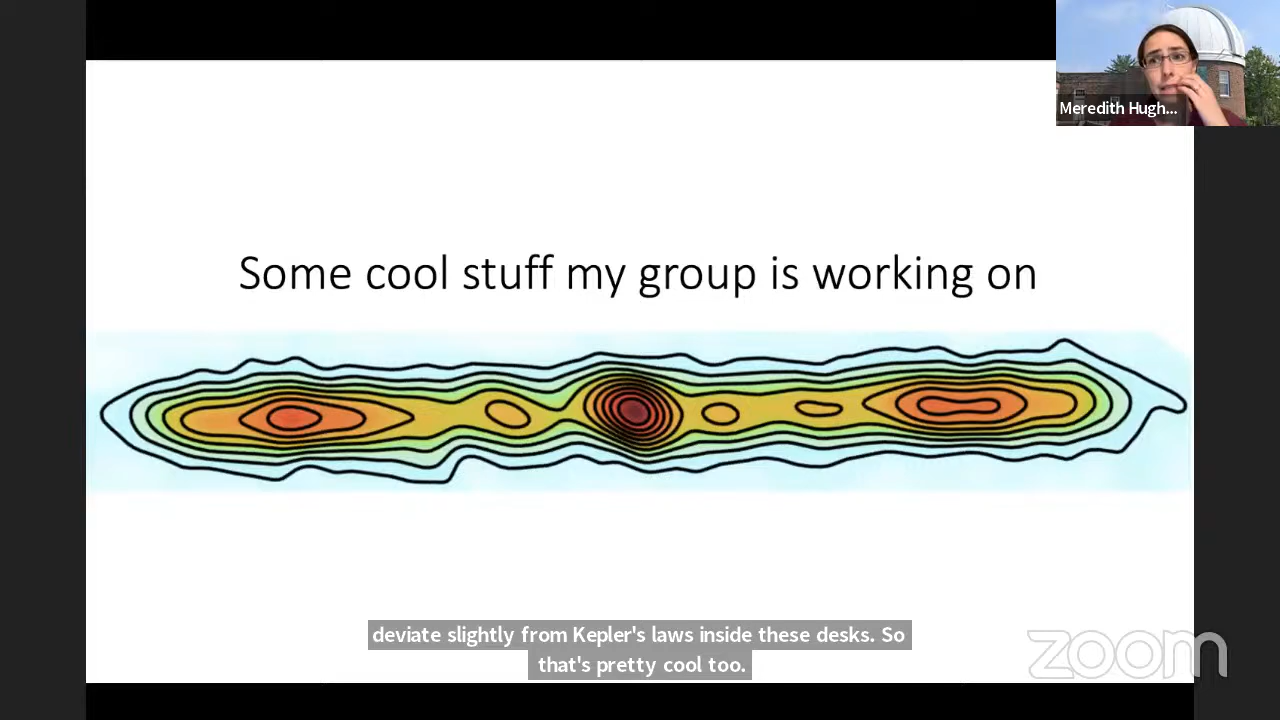 Meredith Hugh...
Some cool stuff my group is working on
deviate slightly from Kepler's laws inside these desks. So
that's pretty cool too.
zoom